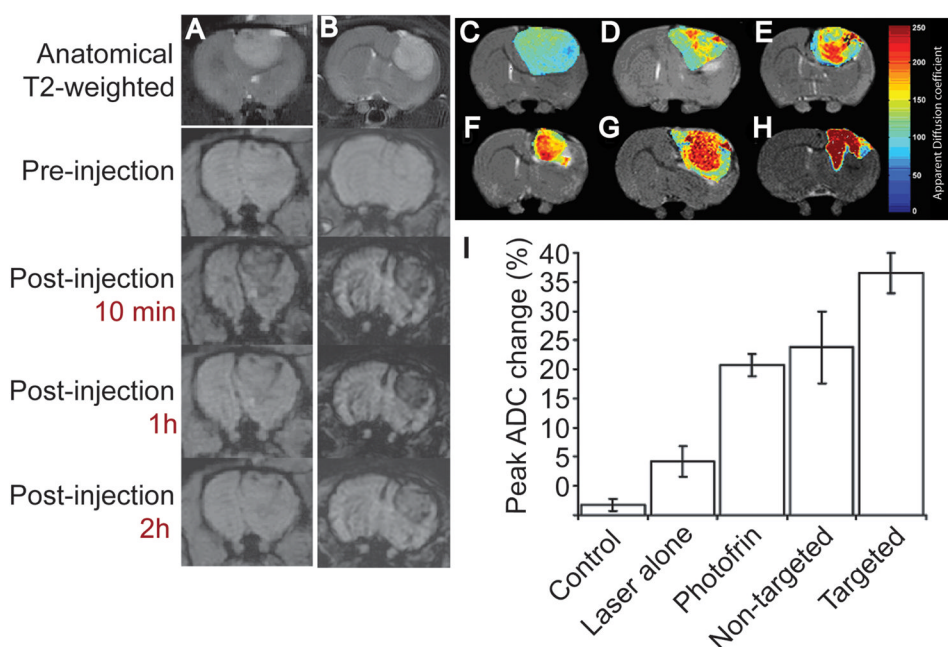 A
B
Anatomical
T2-weighted
Pre-injection
Post-injection
10 min
Post-injection
1h
Post-injection
2h
C
D
E
F
G
H
250
200
150
100
50
0
Apparent Diffusion coefficient
I
Peak ADC change (%)
40
35
30
25
20
15
10
5
0
Control
Laser alone
Photofrin
Non-targeted
Targeted